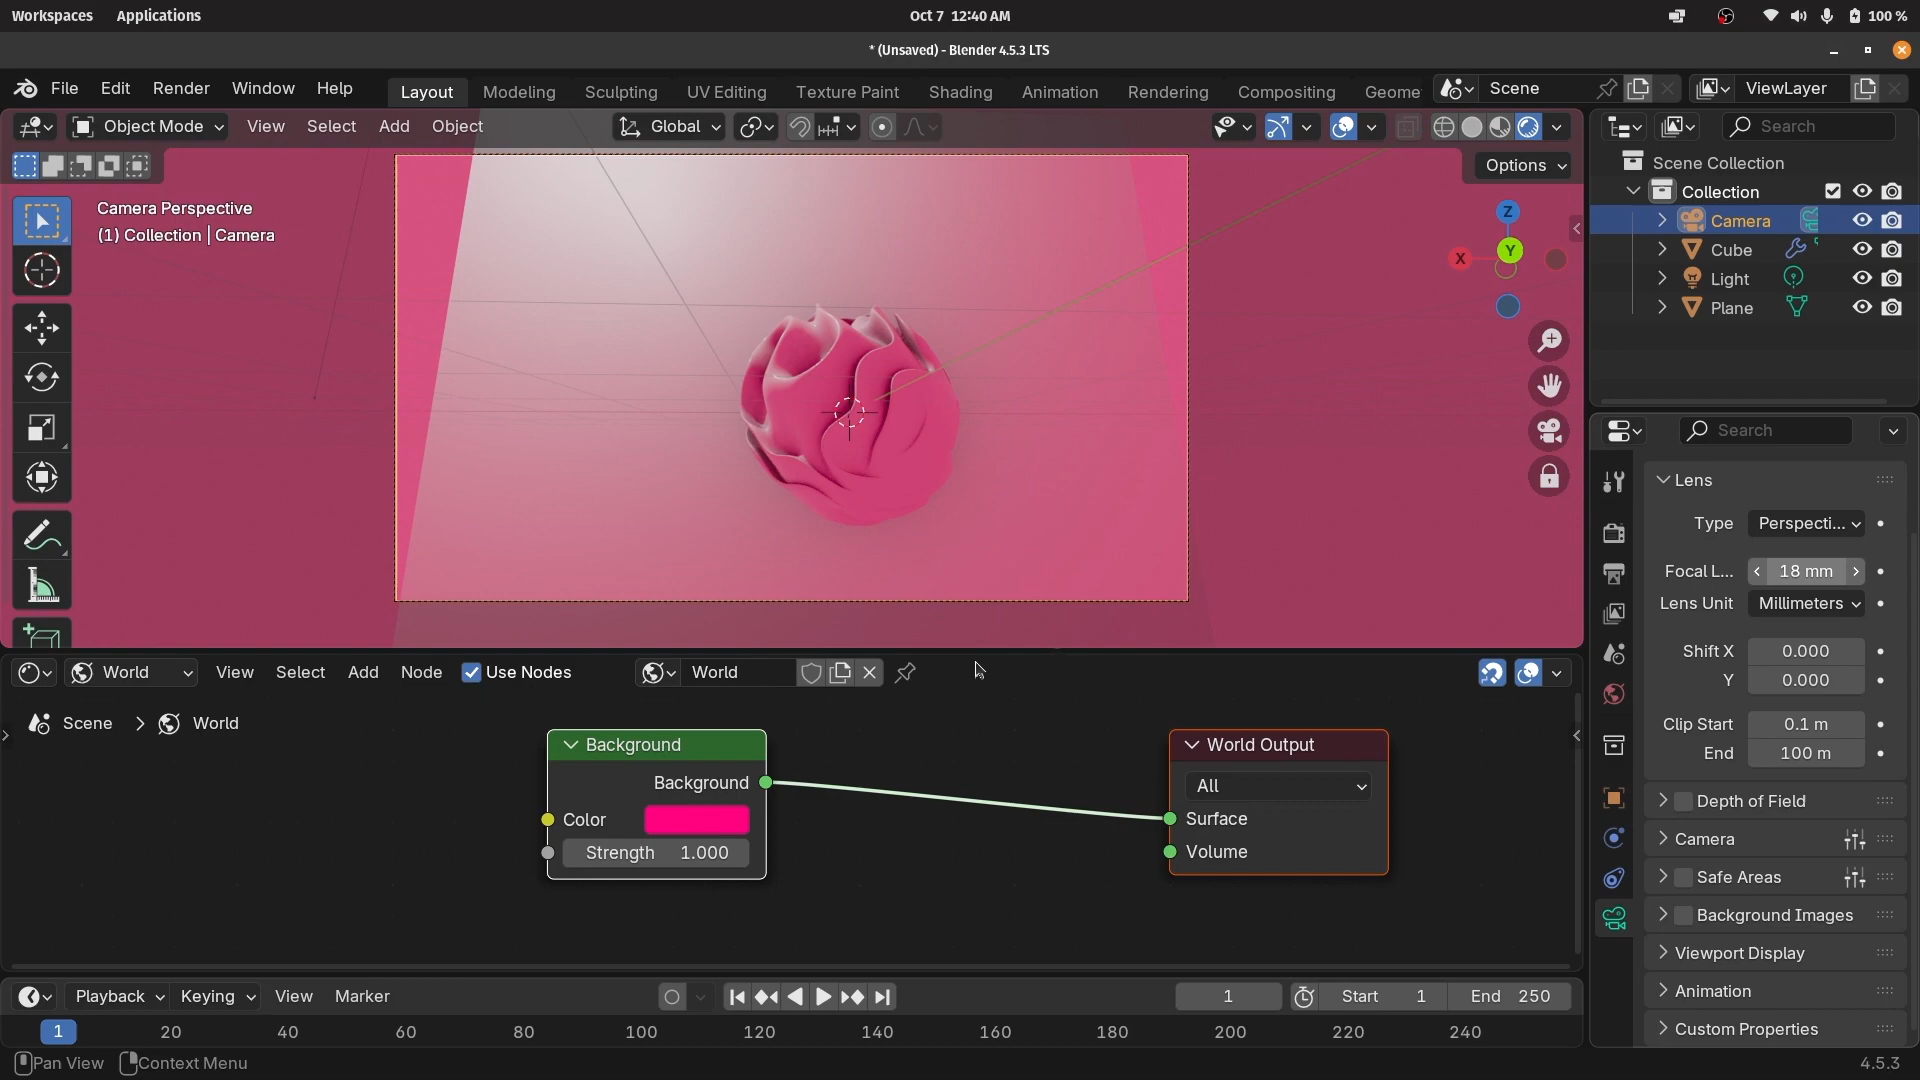 Workspaces Applications Oct 7 12:40 AM 100 %
* (Unsaved) - Blender 4.5.3 LTS
File Edit Render Window Help Layout Modeling Sculpting UV Editing Texture Paint Shading Animation Rendering Compositing Geome Scene ViewLayer
Object Mode View Select Add Object Global Search
Options
Scene Collection
Collection
Camera Perspective
(1) Collection | Camera
Camera
Cube
Light
Plane
Z
Y
X
Search
Lens
Type Perspecti...
Focal L... 18 mm
Lens Unit Millimeters
Shift X 0.000
Y 0.000
Clip Start 0.1 m
End 100 m
Depth of Field
Camera
Safe Areas
Background Images
Viewport Display
Animation
Custom Properties
World View Select Add Node Use Nodes World
Scene > World
Background
Background
Color
Strength 1.000
World Output
All
Surface
Volume
Playback Keying View Marker 1 Start 1 End 250
1 20 40 60 80 100 120 140 160 180 200 220 240
Pan View Context Menu 4.5.3